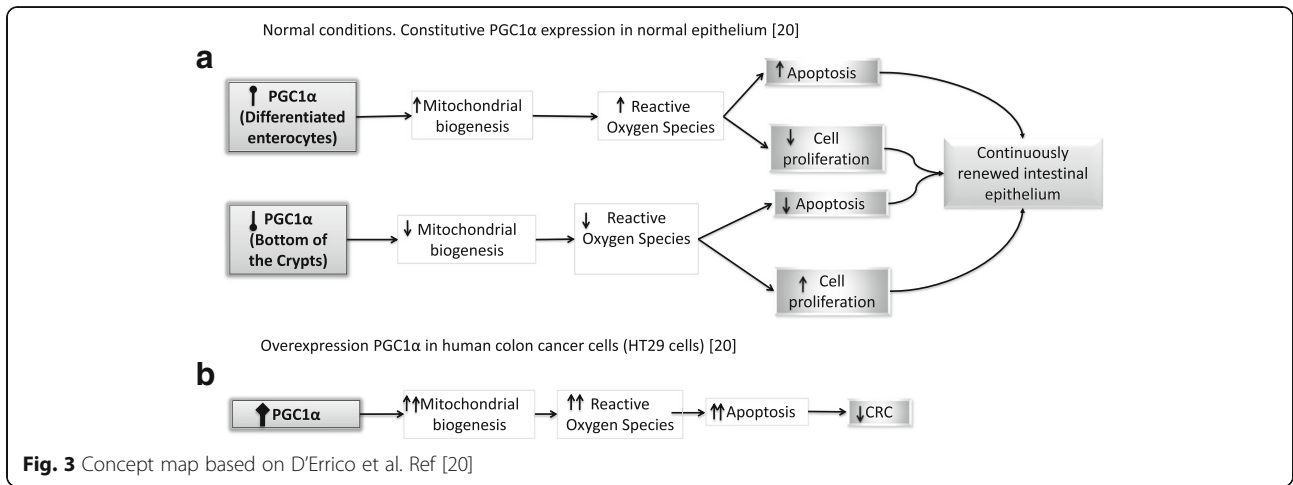 Normal conditions. Constitutive PGC1α expression in normal epithelium [20]
a
PGC1α
(Differentiated
enterocytes)
↑Mitochondrial
biogenesis
↑ Reactive
Oxygen Species
↑Apoptosis
↓ Cell
proliferation
Continuously
renewed intestinal
epithelium
PGC1α
(Bottom of
the Crypts)
↓ Mitochondrial
biogenesis
↓ Reactive
Oxygen Species
↓ Apoptosis
↑ Cell
proliferation
Overexpression PGC1α in human colon cancer cells (HT29 cells) [20]
b
PGC1α
↑↑Mitochondrial
biogenesis
↑↑ Reactive
Oxygen Species
↑↑Apoptosis
↓CRC
Fig. 3 Concept map based on D’Errico et al. Ref [20]